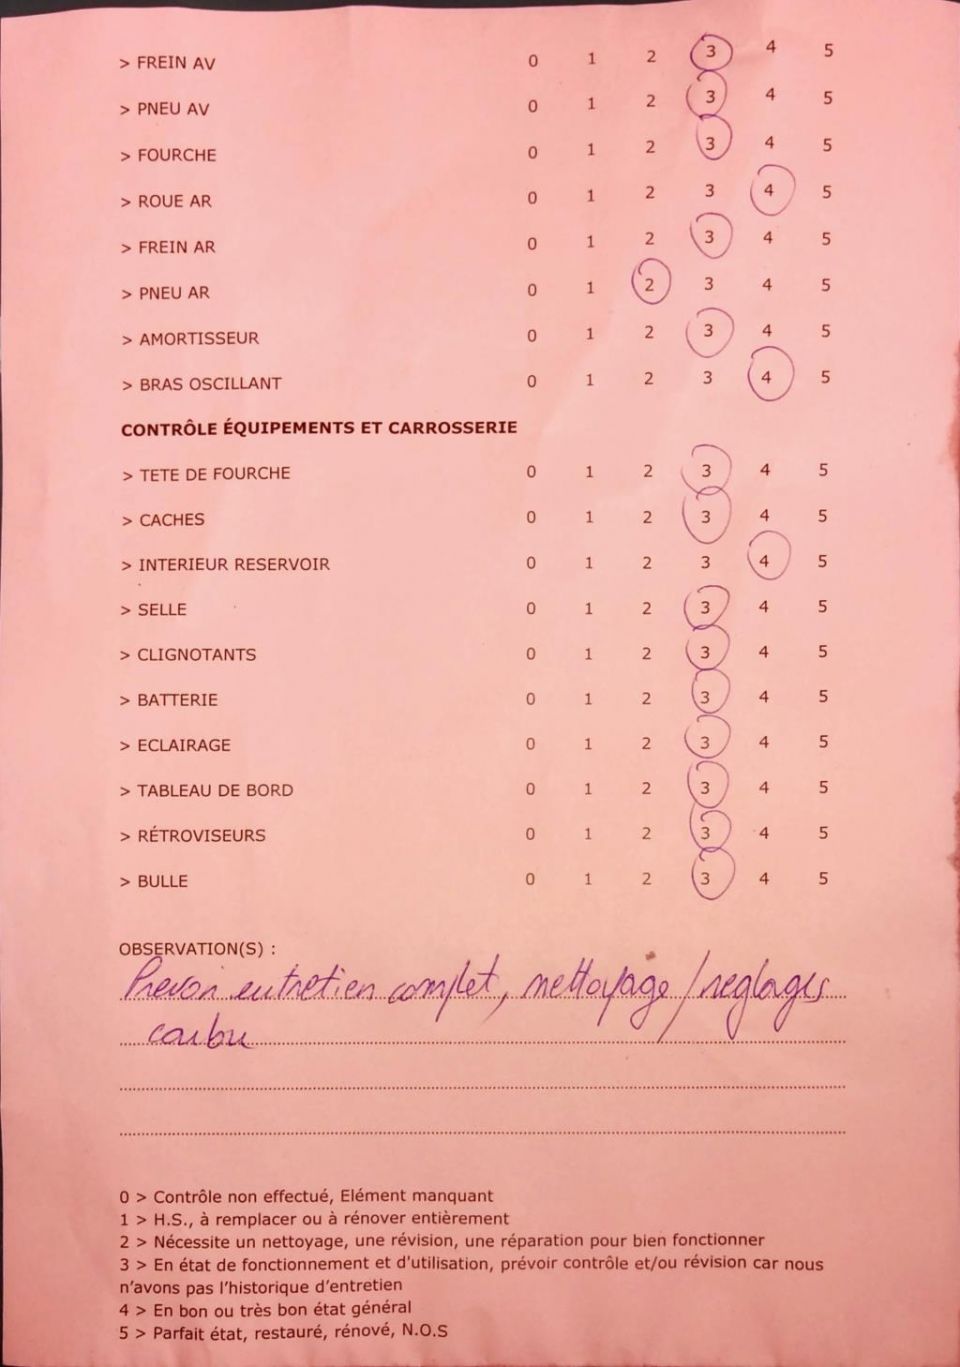 > FREIN AV 0 1 2 3 4 5
> PNEU AV 0 1 2 3 4 5
> FOURCHE 0 1 2 3 4 5
> ROUE AR 0 1 2 3 4 5
> FREIN AR 0 1 2 3 4 5
> PNEU AR 0 1 2 3 4 5
> AMORTISSEUR 0 1 2 3 4 5
> BRAS OSCILLANT 0 1 2 3 4 5
CONTRÔLE ÉQUIPEMENTS ET CARROSSERIE
> TETE DE FOURCHE 0 1 2 3 4 5
> CACHES 0 1 2 3 4 5
> INTERIEUR RESERVOIR 0 1 2 3 4 5
> SELLE 0 1 2 3 4 5
> CLIGNOTANTS 0 1 2 3 4 5
> BATTERIE 0 1 2 3 4 5
> ECLAIRAGE 0 1 2 3 4 5
> TABLEAU DE BORD 0 1 2 3 4 5
> RÉTROVISEURS 0 1 2 3 4 5
> BULLE 0 1 2 3 4 5
OBSERVATION(S) :
Prevoir entretien complet, nettoyage / reglages
carbu
0 > Contrôle non effectué, Elément manquant
1 > H.S., à remplacer ou à rénover entièrement
2 > Nécessite un nettoyage, une révision, une réparation pour bien fonctionner
3 > En état de fonctionnement et d'utilisation, prévoir contrôle et/ou révision car nous
n'avons pas l'historique d'entretien
4 > En bon ou très bon état général
5 > Parfait état, restauré, rénové, N.O.S